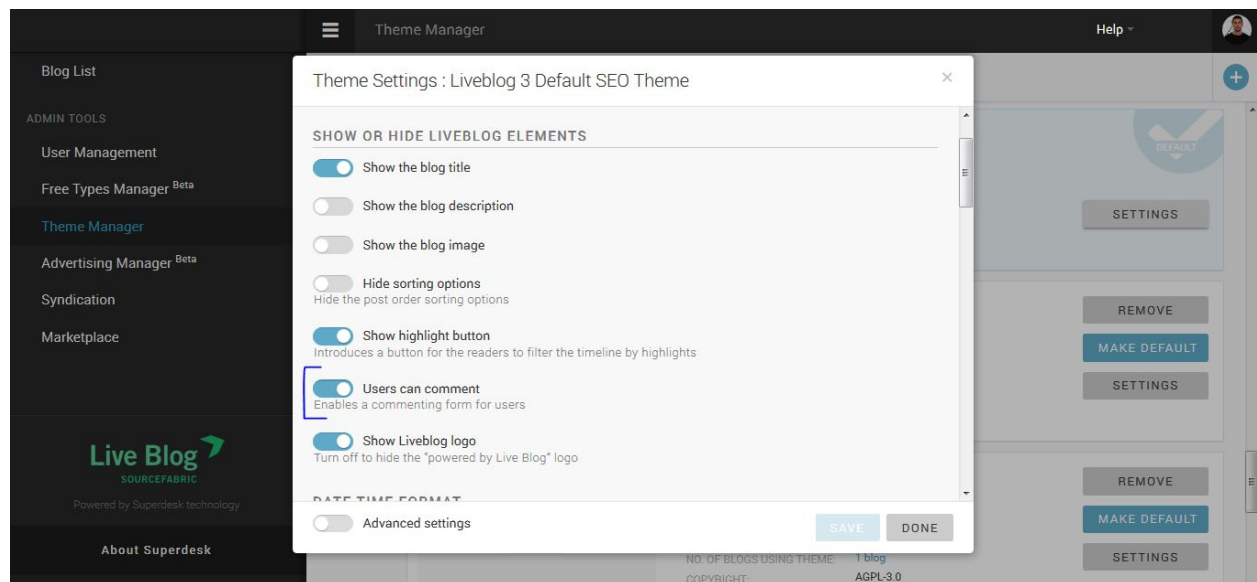 Theme Manager
Help
Blog List
ADMIN TOOLS
User Management
Free Types Manager Beta
Theme Manager
Advertising Manager Beta
Syndication
Marketplace
Live Blog
SOURCEFABRIC
Powered by Superdesk technology
About Superdesk
Theme Settings : Liveblog 3 Default SEO Theme
SHOW OR HIDE LIVEBLOG ELEMENTS
Show the blog title
Show the blog description
Show the blog image
Hide sorting options
Hide the post order sorting options
Show highlight button
Introduces a button for the readers to filter the timeline by highlights
Users can comment
Enables a commenting form for users
Show Liveblog logo
Turn off to hide the "powered by Live Blog" logo
DATE TIME FORMAT
Advanced settings
SAVE
DONE
DEFAULT
SETTINGS
REMOVE
MAKE DEFAULT
SETTINGS
REMOVE
MAKE DEFAULT
SETTINGS
NO. OF BLOGS USING THEME: 1 blog
COPYRIGHT: AGPL-3.0